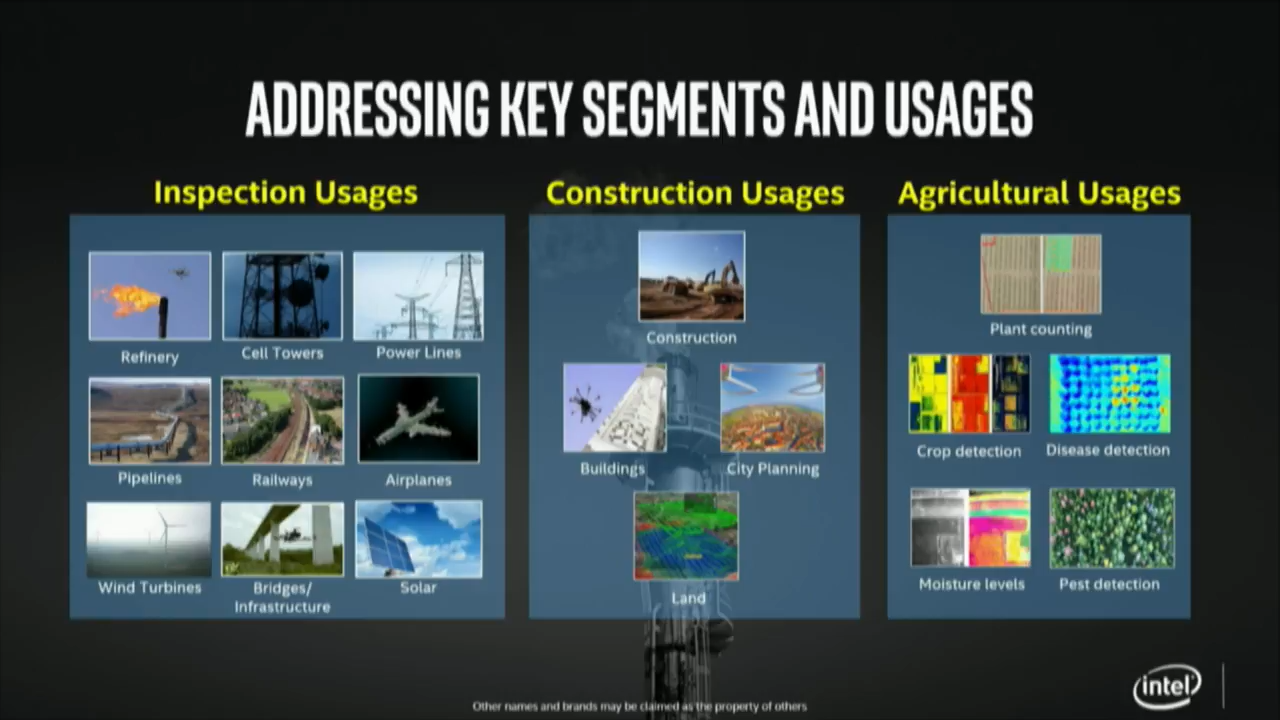 ADDRESSING KEY SEGMENTS AND USAGES
Inspection Usages
Refinery
Cell Towers
Power Lines
Pipelines
Railways
Airplanes
Wind Turbines
Bridges/
Infrastructure
Solar
Construction Usages
Construction
Buildings
City Planning
Land
Agricultural Usages
Plant counting
Crop detection
Disease detection
Moisture levels
Pest detection
Other names and brands may be claimed as the property of others
intel